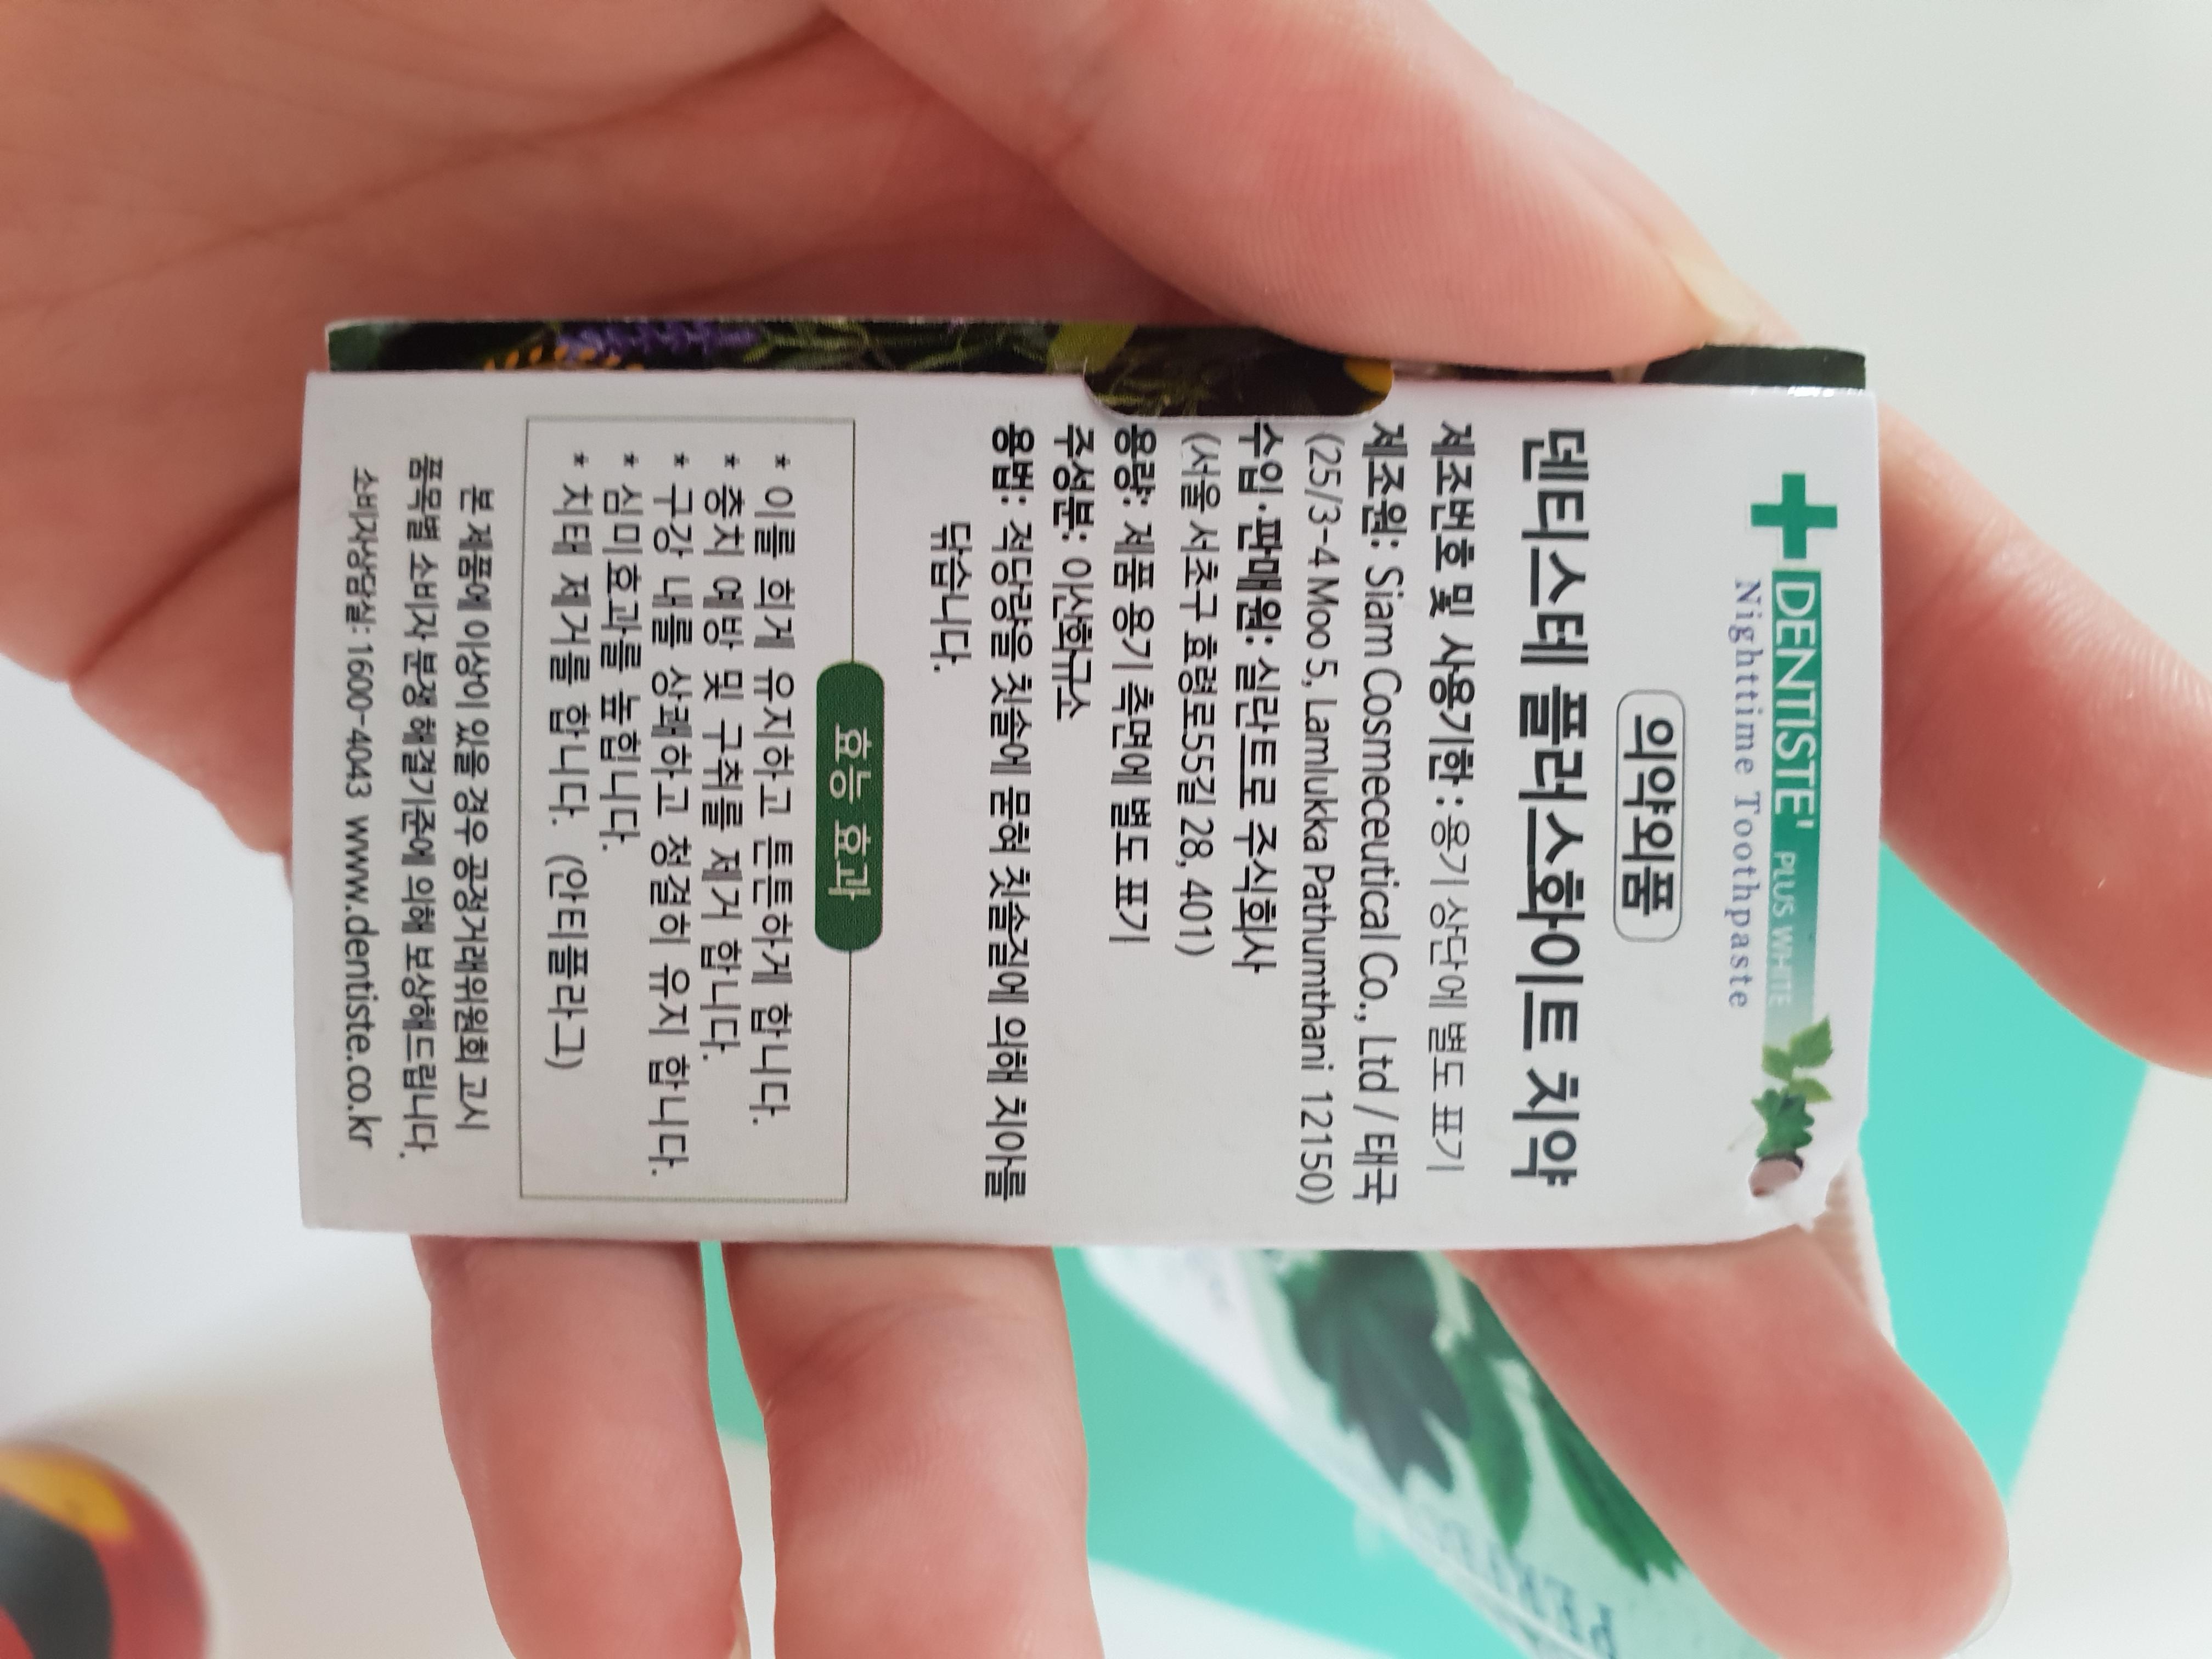 DENTISTE' PLUS WHITE
Nighttime Toothpaste
의약외품
덴티스테 플러스화이트 치약
제조번호 및 사용기한 : 용기 상단에 별도 표기
제조원: Siam Cosmeceutical Co., Ltd / 태국
(25/3-4 Moo 5, Lamlukka Pathumthani 12150)
수입·판매원: 실란트로 주식회사
(서울 서초구 효령로55길 28, 401)
용량: 제품 용기 측면에 별도 표기
주성분: 이산화규소
용법: 적당량을 칫솔에 묻혀 칫솔질에 의해 치아를
닦습니다.
효능 효과
* 이를 희게 유지하고 튼튼하게 합니다.
* 충치 예방 및 구취를 제거 합니다.
* 구강 내를 상쾌하고 청결히 유지 합니다.
* 심미효과를 높힙니다.
* 치태 제거를 합니다. (안티플라그)
본 제품에 이상이 있을 경우 공정거래위원회 고시
품목별 소비자 분쟁 해결기준에 의해 보상해드립니다.
소비자상담실: 1600-4043 www.dentiste.co.kr